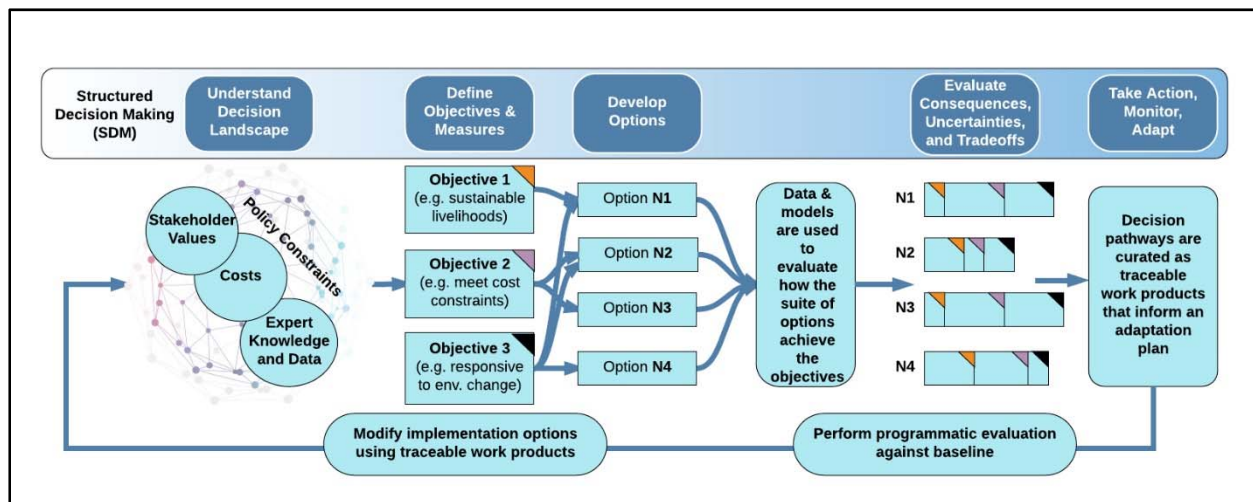 Structured
Decision Making
(SDM)
Understand
Decision
Landscape
Define
Objectives &
Measures
Develop
Options
Evaluate
Consequences,
Uncertainties,
and Tradeoffs
Take Action,
Monitor,
Adapt
Stakeholder
Values
Policy Constraints
Costs
Expert
Knowledge
and Data
Objective 1
(e.g. sustainable
livelihoods)
Objective 2
(e.g. meet cost
constraints)
Objective 3
(e.g. responsive
to env. change)
Option N1
Option N2
Option N3
Option N4
Data &
models
are used
to
evaluate
how the
suite of
options
achieve
the
objectives
N1
N2
N3
N4
Decision
pathways are
curated as
traceable
work products
that inform an
adaptation
plan
Modify implementation options
using traceable work products
Perform programmatic evaluation
against baseline